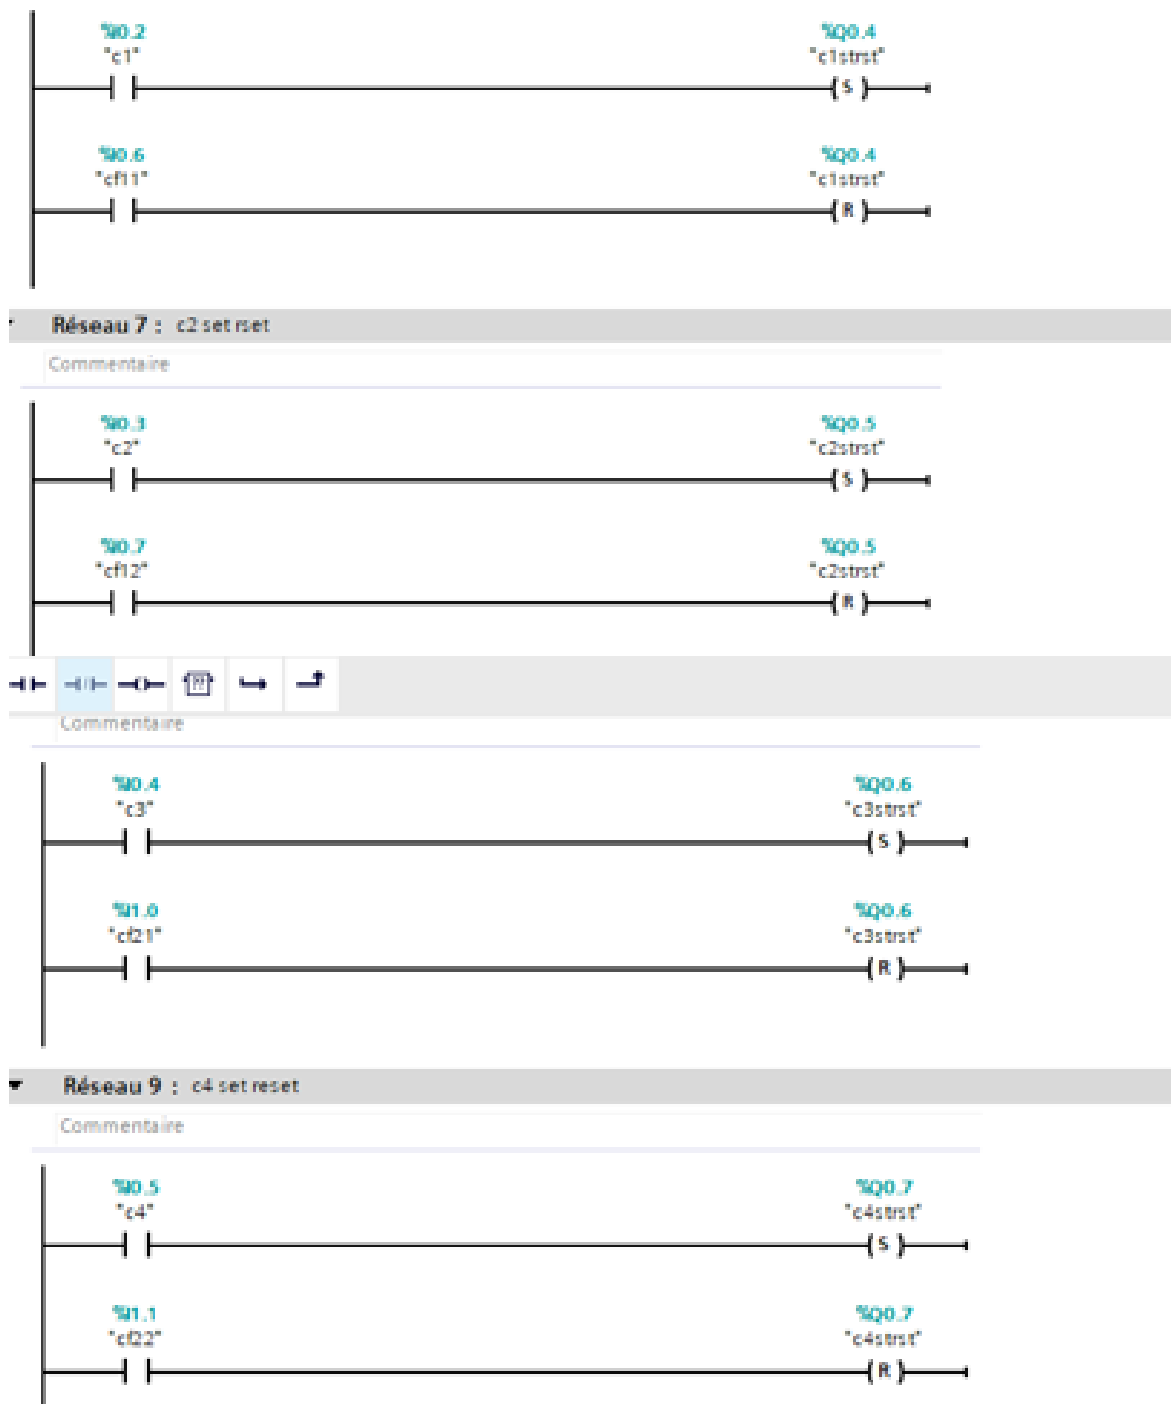 %I0.2
"c1"
%Q0.4
"c1strst"
S
%I0.6
"cf11"
%Q0.4
"c1strst"
R
Réseau 7 : c2 set rset
Commentaire
%I0.3
"c2"
%Q0.5
"c2strst"
S
%I0.7
"cf12"
%Q0.5
"c2strst"
R
??
Commentaire
%I0.4
"c3"
%Q0.6
"c3strst"
S
%I1.0
"cf21"
%Q0.6
"c3strst"
R
Réseau 9 : c4 set reset
Commentaire
%I0.5
"c4"
%Q0.7
"c4strst"
S
%I1.1
"cf22"
%Q0.7
"c4strst"
R